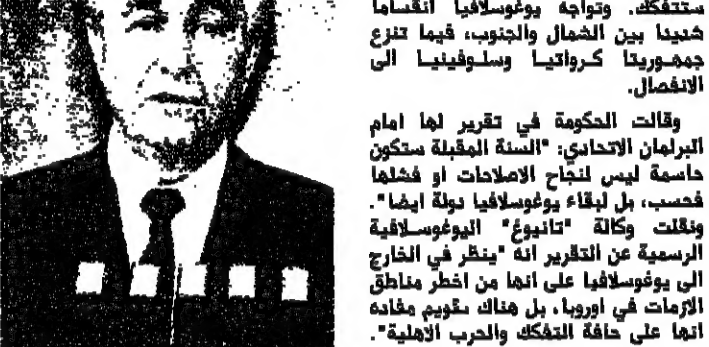 ستتفكك. وتواجه يوغوسلافيا انقساما
شديدا بين الشمال والجنوب، فيما تنزع
جمهوريتا كرواتيا وسلوفينيا الى
الانفصال.
وقالت الحكومة في تقرير لها امام
البرلمان الاتحادي: "السنة المقبلة ستكون
حاسمة ليس لنجاح الاصلاحات او فشلها
فحسب، بل لبقاء يوغوسلافيا دولة ايضا".
ونقلت وكالة "تانيوغ" اليوغوسلافية
الرسمية عن التقرير انه "ينظر في الخارج
الى يوغوسلافيا على انها من اخطر مناطق
الازمات في اوروبا، بل هناك تقويم مفاده
انها على حافة التفكك والحرب الاهلية".